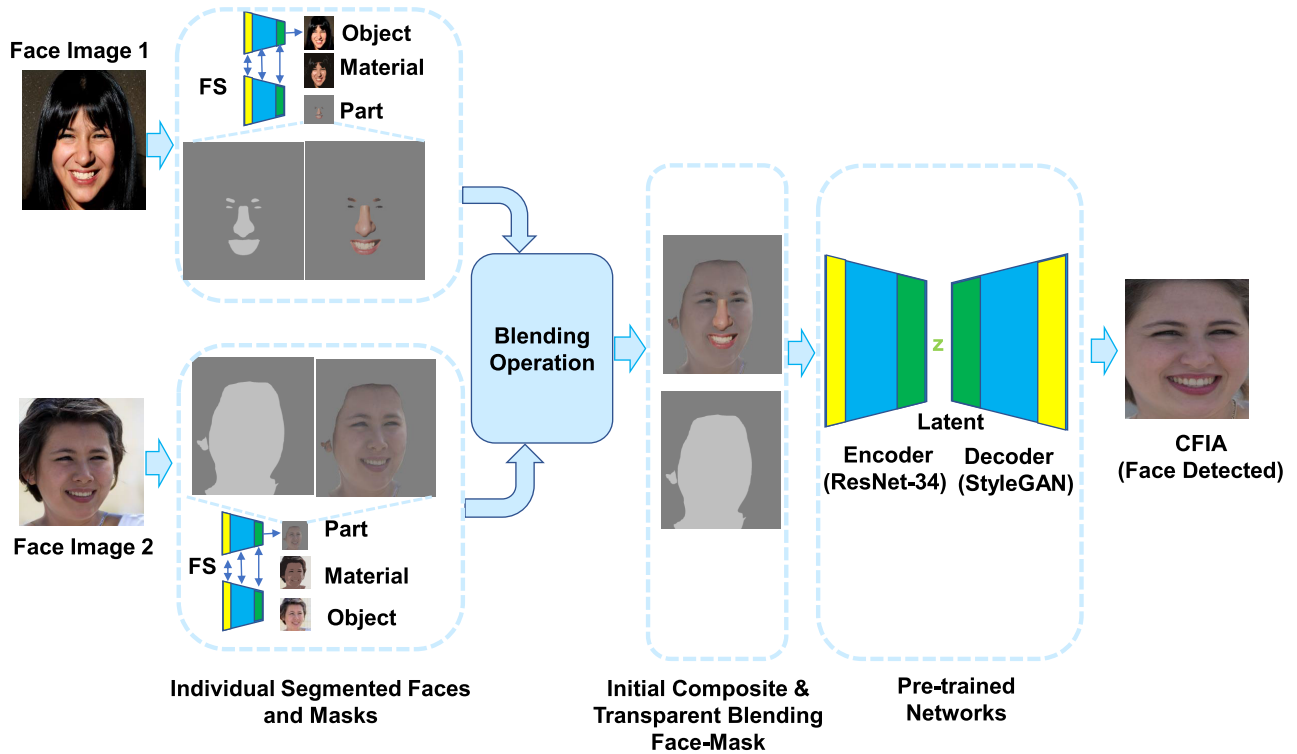 Face Image 1
FS
Object
Material
Part
Blending
Operation
z
Latent
Encoder
(ResNet-34)
Decoder
(StyleGAN)
CFIA
(Face Detected)
Face Image 2
FS
Part
Material
Object
Individual Segmented Faces
and Masks
Initial Composite &
Transparent Blending
Face-Mask
Pre-trained
Networks